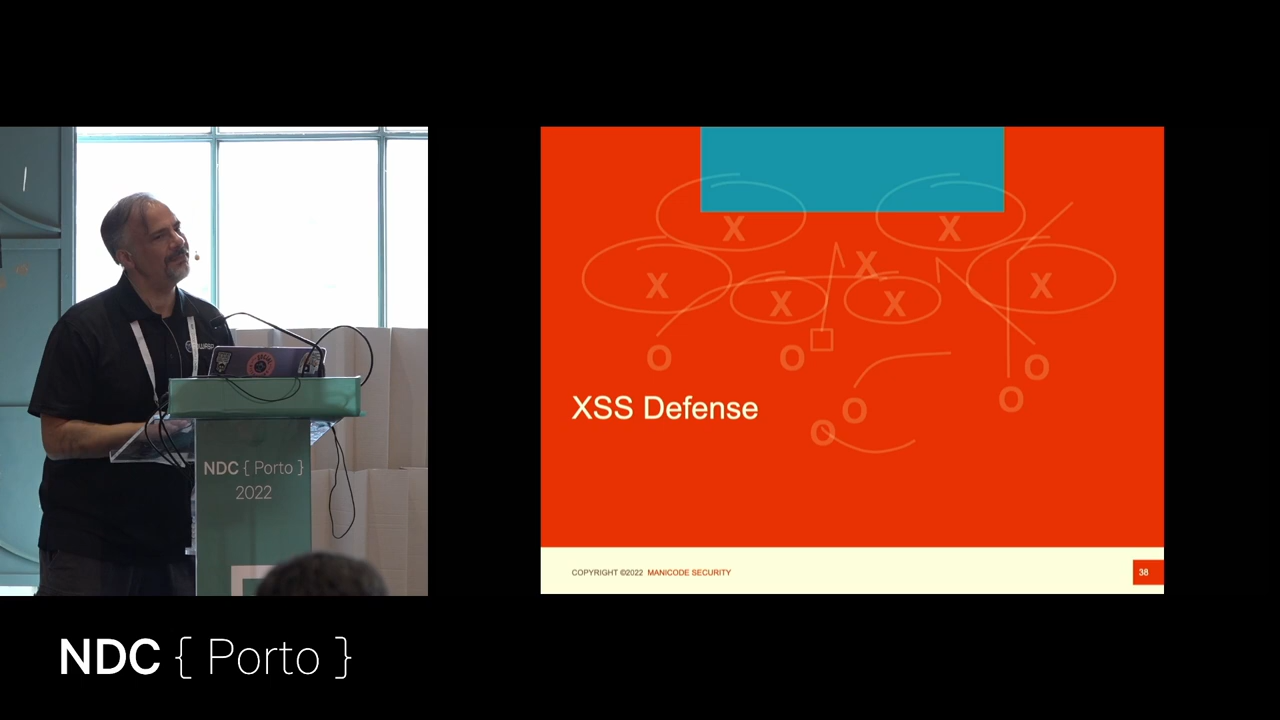 X X
X X X X X
O O
O
O
O
O
XSS Defense
COPYRIGHT ©2022 MANICODE SECURITY
38
NDC { Porto }
2022
NDC { Porto }